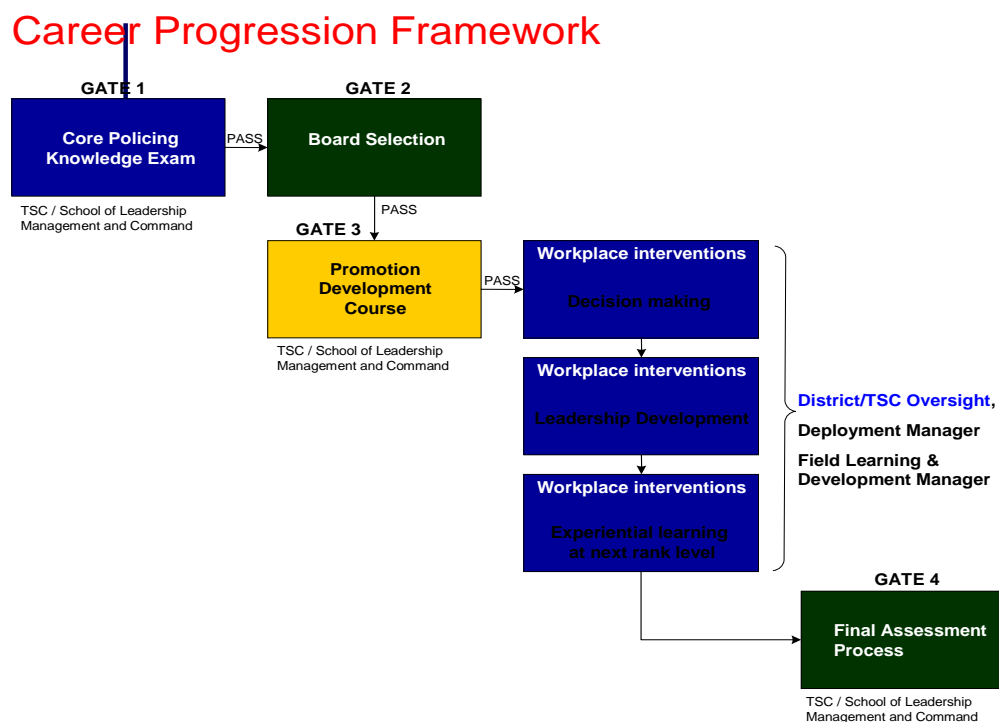 Career Progression Framework
GATE 1
Core Policing
Knowledge Exam
TSC / School of Leadership
Management and Command
PASS
GATE 2
Board Selection
PASS
GATE 3
Promotion
Development
Course
TSC / School of Leadership
Management and Command
PASS
Workplace interventions
Decision making
Workplace interventions
Leadership Development
Workplace interventions
Experiential learning
at next rank level
District/TSC Oversight,
Deployment Manager
Field Learning &
Development Manager
GATE 4
Final Assessment
Process
TSC / School of Leadership
Management and Command